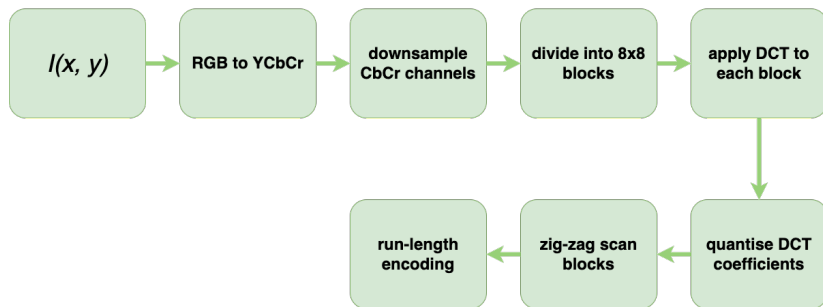 I(x, y)
RGB to YCbCr
downsample
CbCr channels
divide into 8x8
blocks
apply DCT to
each block
quantise DCT
coefficients
zig-zag scan
blocks
run-length
encoding